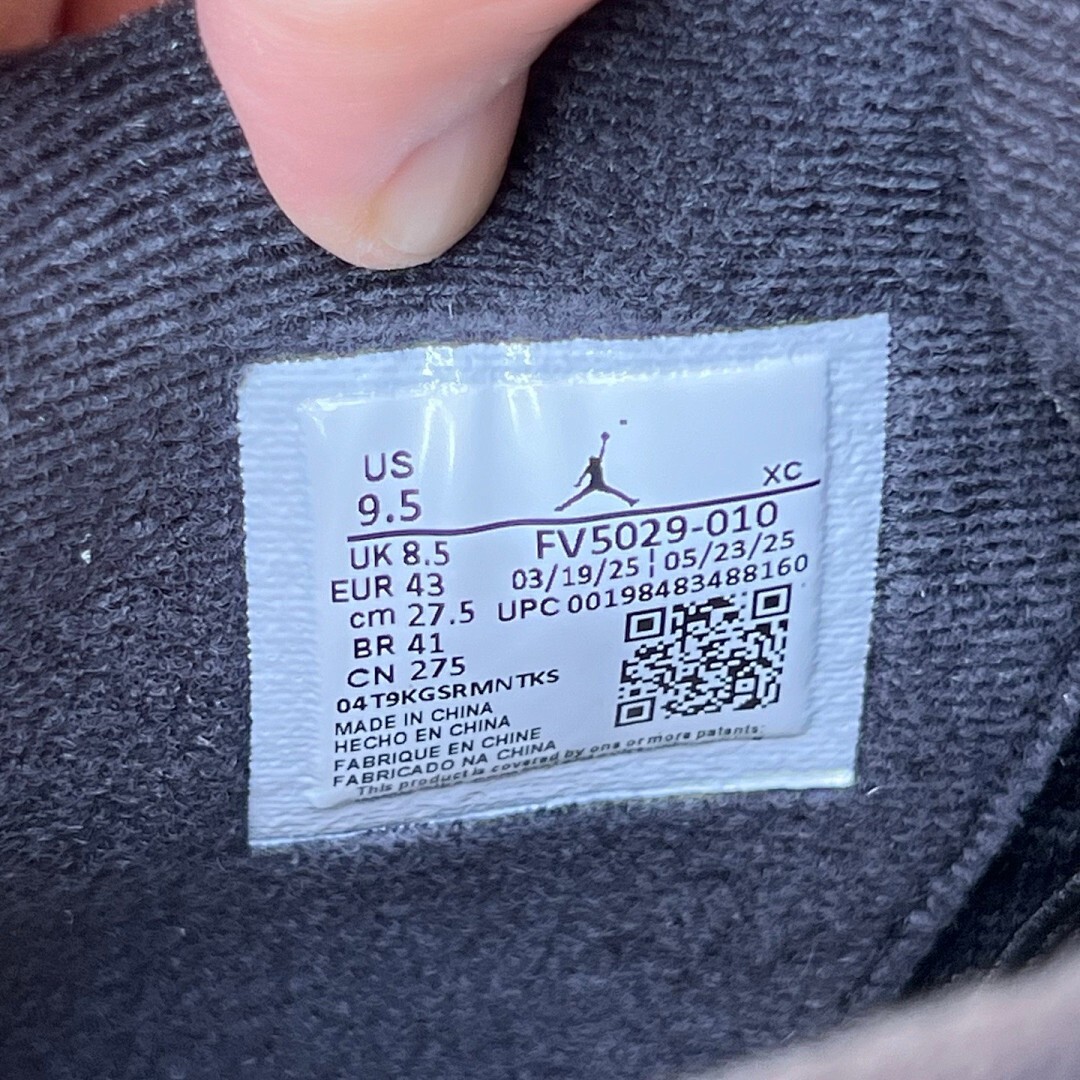 US
9.5
XC
UK 8.5
EUR 43
cm 27.5
BR 41
CN 275
FV5029-010
03/19/25 ¦ 05/23/25
UPC 00198483488160
04T9KGSRMNTKS
MADE IN CHINA
HECHO EN CHINA
FABRIQUE EN CHINE
FABRICADO NA CHINA
This product is covered by one or more patents: